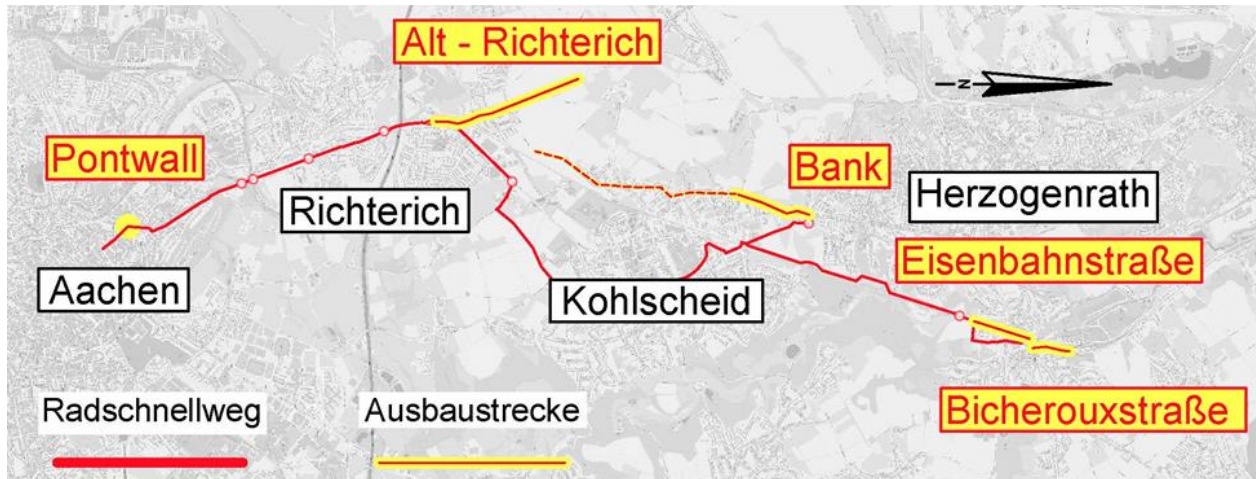 Alt - Richterich
N
Pontwall
Bank
Richterich
Herzogenrath
Eisenbahnstraße
Aachen
Kohlscheid
Radschnellweg
Ausbaustrecke
Bicherouxstraße